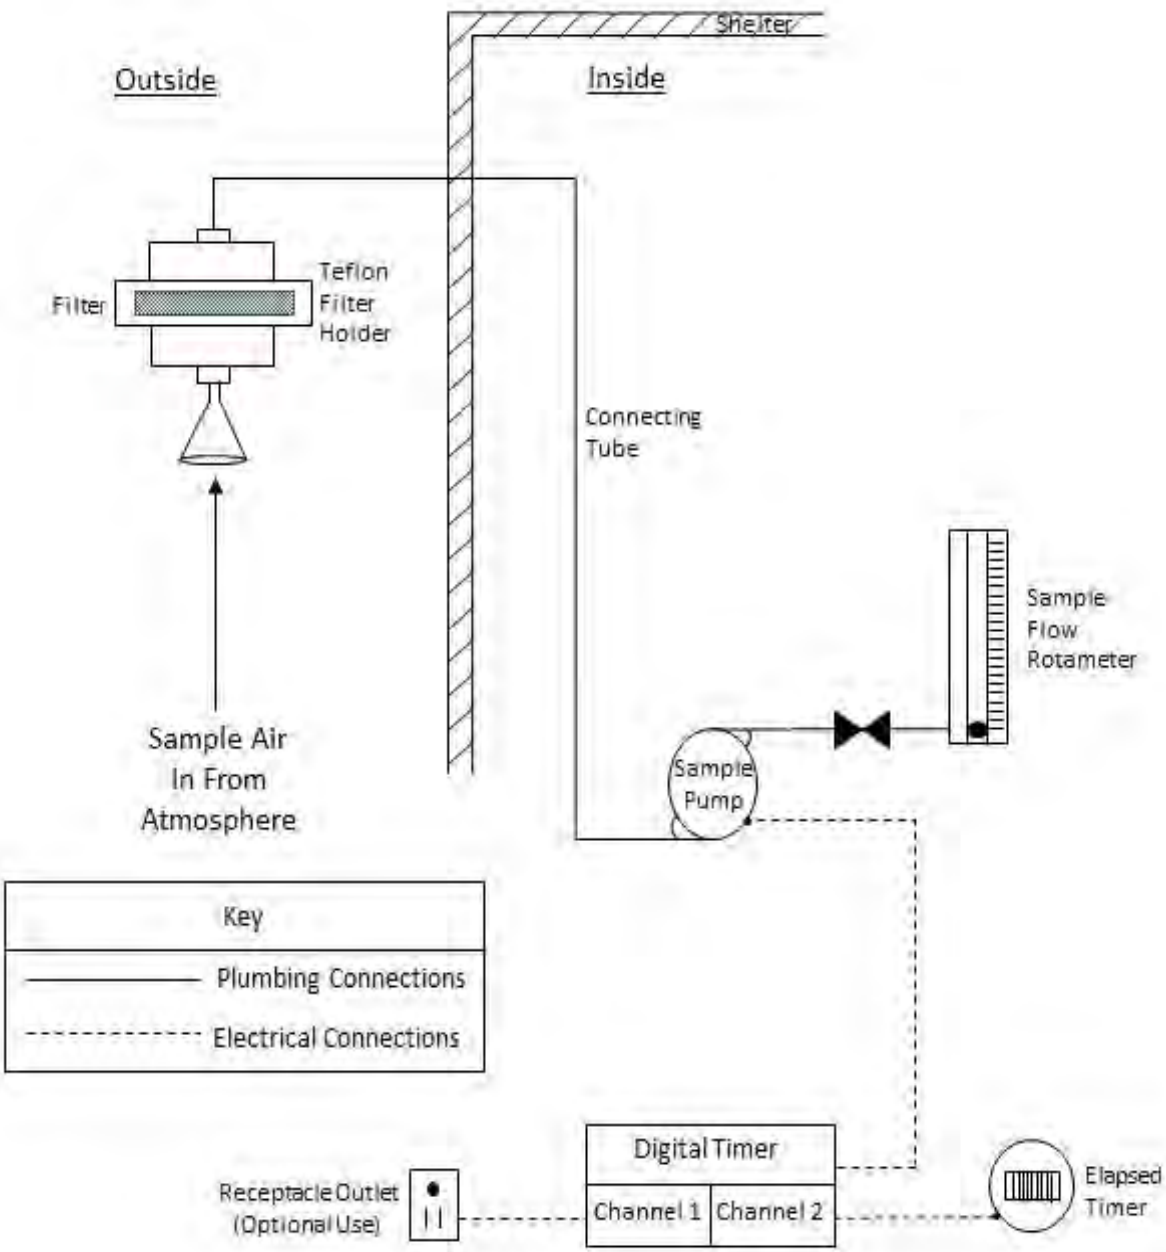 Shelter
Outside
Inside
Teflon
Filter
Holder
Filter
Connecting
Tube
Sample
Flow
Rotameter
Sample Air
In From
Atmosphere
Sample
Pump
Key
Plumbing Connections
Electrical Connections
Digital Timer
Channel 1
Channel 2
Receptacle Outlet
(Optional Use)
Elapsed
Timer